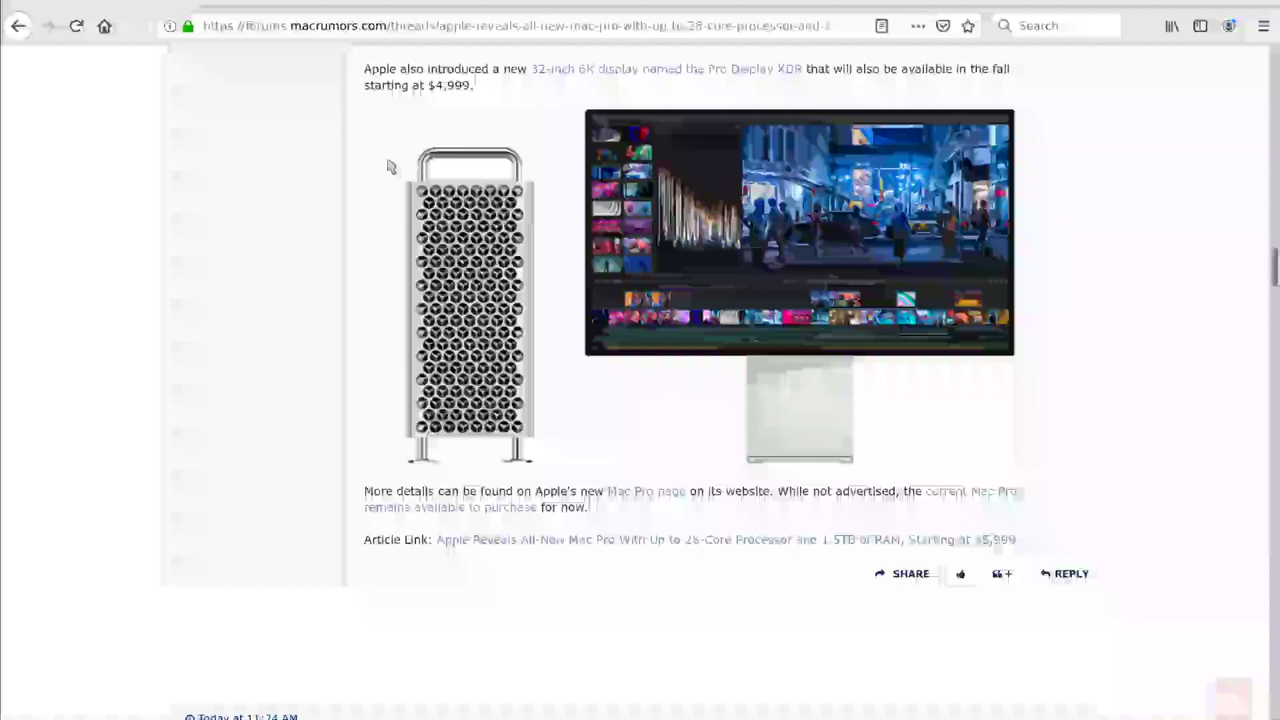 https://forums.macrumors.com/threads/apple-reveals-all-new-mac-pro-with-up-to-28-core-processor-and-1
Search
Apple also introduced a new 32-inch 6K display named the Pro Display XDR that will also be available in the fall
starting at $4,999.
More details can be found on Apple's new Mac Pro page on its website. While not advertised, the current Mac Pro
remains available to purchase for now.
Article Link: Apple Reveals All-New Mac Pro With Up to 28-Core Processor and 1.5TB of RAM, Starting at $5,999
SHARE
REPLY
Today at 11:24 AM